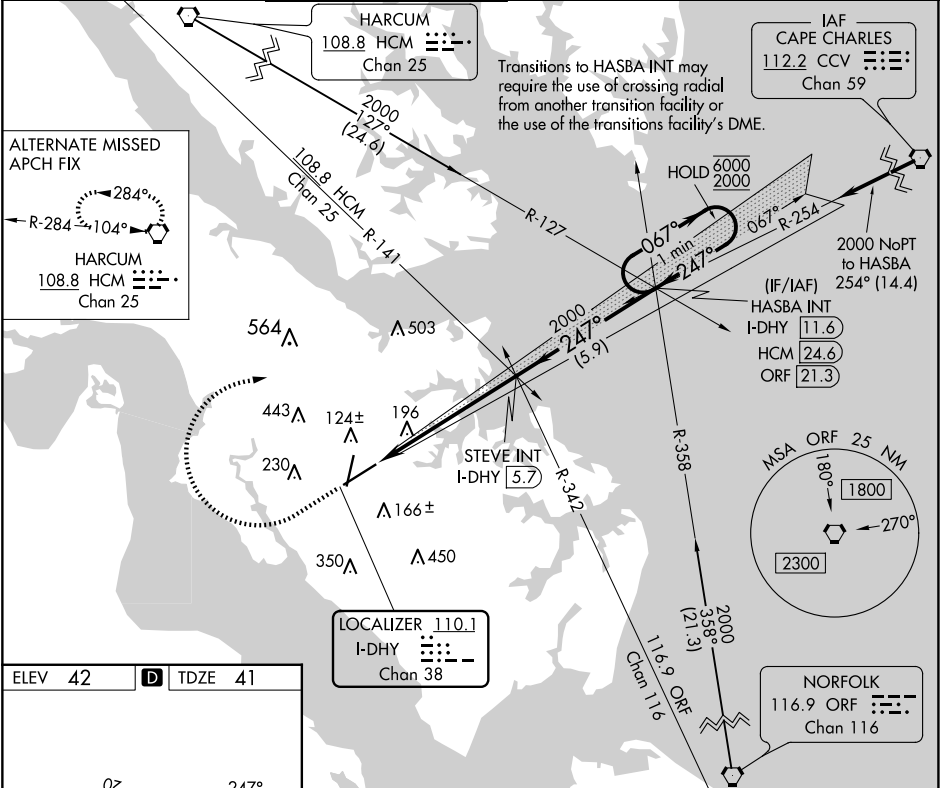 HARCUM
108.8 HCM
Chan 25
IAF
CAPE CHARLES
112.2 CCV
Chan 59
Transitions to HASBA INT may
require the use of crossing radial
from another transition facility or
the use of the transitions facility's DME.
2000
127°
(24.6)
ALTERNATE MISSED
APCH FIX
284°
R-284
104°
HARCUM
108.8 HCM
Chan 25
108.8 HCM
Chan 25
R-141
R-127
HOLD 6000
2000
067°
1 min
247°
067°
R-254
2000 NoPT
to HASBA
254° (14.4)
(IF/IAF)
HASBA INT
I-DHY 11.6
HCM 24.6
ORF 21.3
2000
247°
(5.9)
564
503
443
124±
196
230
166±
350
450
STEVE INT
I-DHY 5.7
R-342
R-358
MSA ORF 25 NM
180°
1800
270°
2300
LOCALIZER 110.1
I-DHY
Chan 38
2000
358°
(21.3)
116.9 ORF
Chan 116
NORFOLK
116.9 ORF
Chan 116
ELEV 42 D TDZE 41
247°